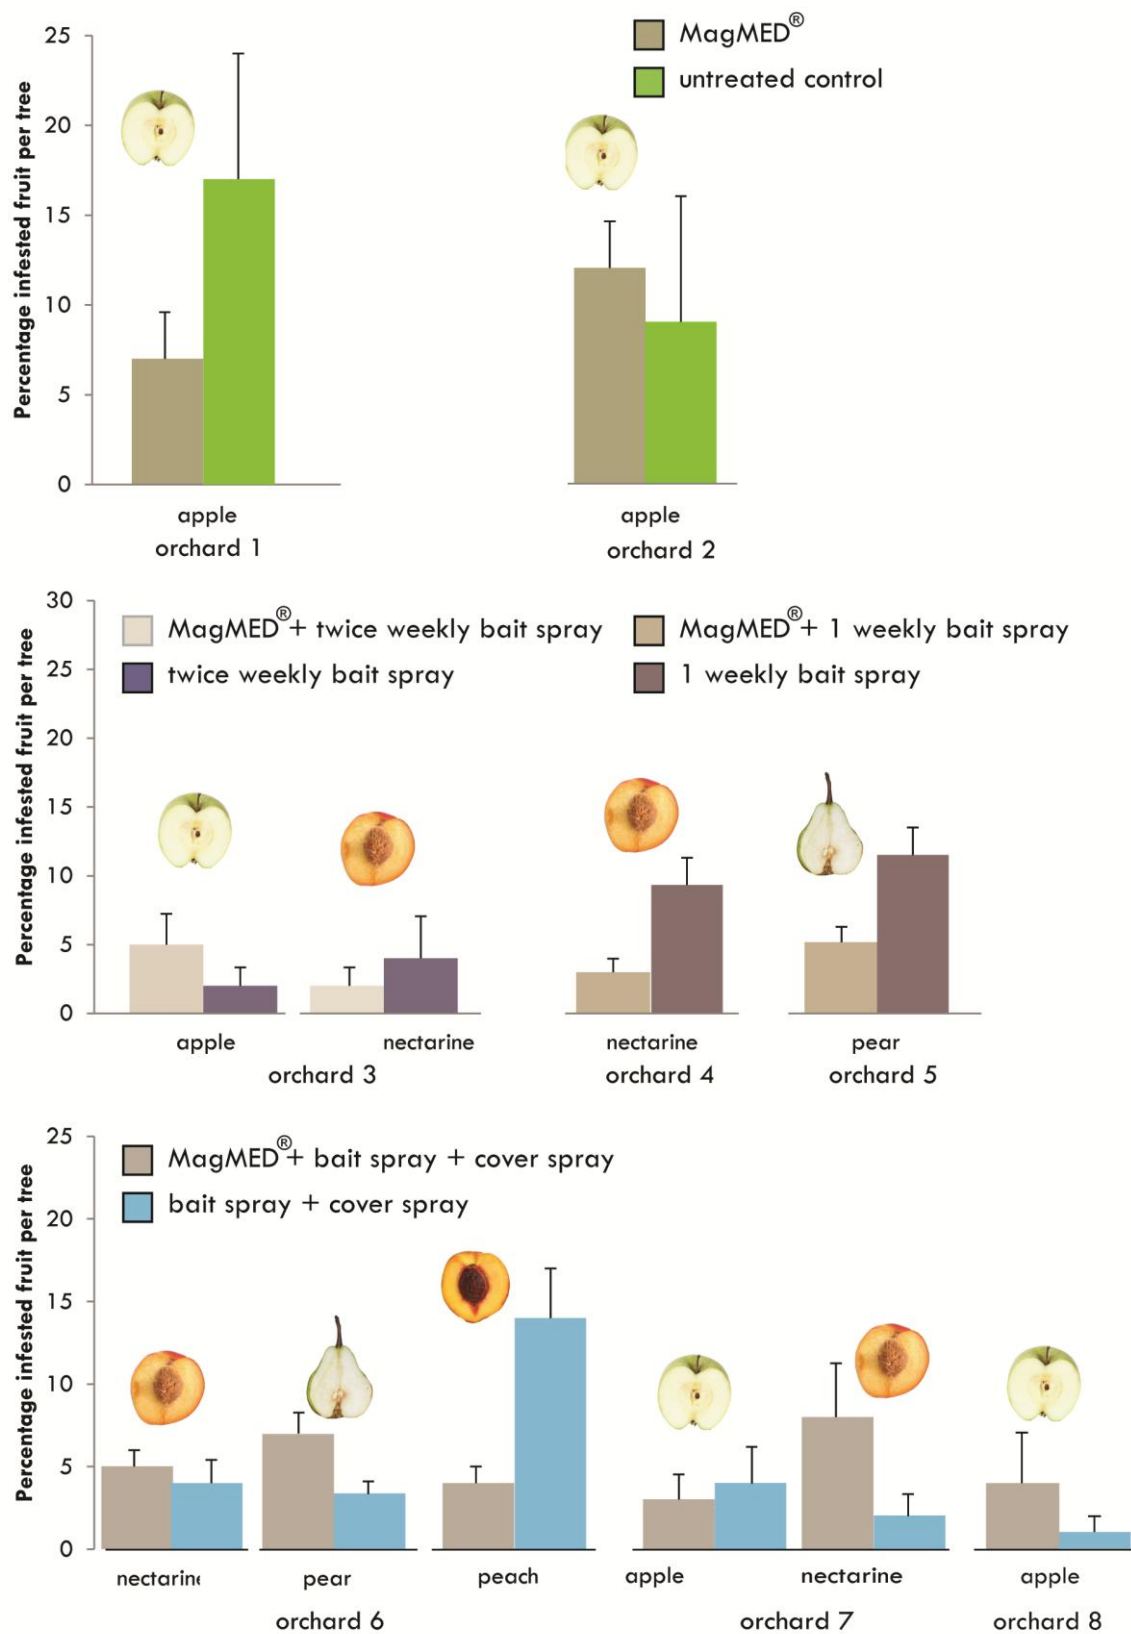 MagMED®
untreated control
Percentage infested fruit per tree
25
20
15
10
5
0
apple
orchard 1
apple
orchard 2
MagMED®+ twice weekly bait spray
twice weekly bait spray
MagMED®+ 1 weekly bait spray
1 weekly bait spray
Percentage infested fruit per tree
30
25
20
15
10
5
0
apple
nectarine
orchard 3
nectarine
orchard 4
pear
orchard 5
MagMED®+ bait spray + cover spray
bait spray + cover spray
Percentage infested fruit per tree
25
20
15
10
5
0
nectarine
pear
peach
orchard 6
apple
nectarine
orchard 7
apple
orchard 8